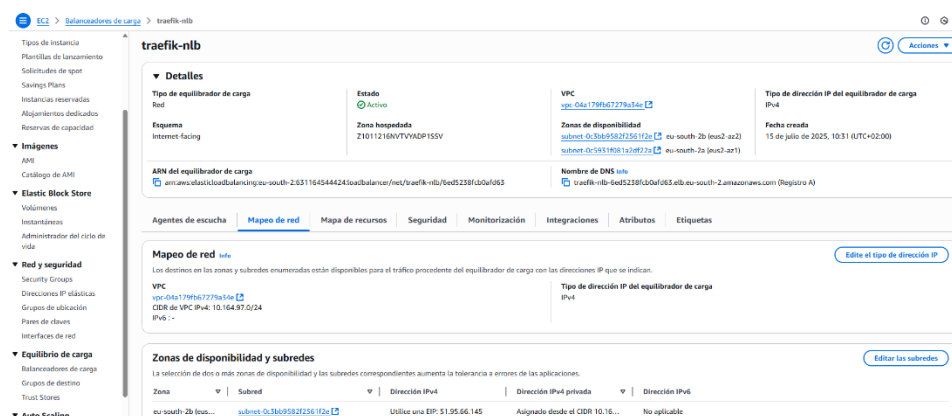 EC2 > Balanceadores de carga > traefik-nlb
Tipos de instancia
Plantillas de lanzamiento
Solicitudes de spot
Savings Plans
Instancias reservadas
Alojamientos dedicados
Reservas de capacidad
Imágenes
AMI
Catálogo de AMI
Elastic Block Store
Volúmenes
Instantáneas
Administrador del ciclo de
vida
Red y seguridad
Security Groups
Direcciones IP elásticas
Grupos de ubicación
Pares de claves
Interfaces de red
Equilibrio de carga
Balanceadores de carga
Grupos de destino
Trust Stores
Auto Scaling
traefik-nlb
Acciones
Detalles
Tipo de equilibrador de carga
Red
Estado
Activo
VPC
vpc-04a179fb67279a34e
Tipo de dirección IP del equilibrador de carga
IPv4
Esquema
Internet-facing
Zona hospedada
Z1011216NVTVYADP1SSV
Zonas de disponibilidad
subnet-0c3bb9582f2561f2e eu-south-2b (eus2-az2)
subnet-0c5931f081a2df22a eu-south-2a (eus2-az1)
Fecha creada
15 de julio de 2025, 10:31 (UTC+02:00)
ARN del equilibrador de carga
arn:aws:elasticloadbalancing:eu-south-2:631164544424:loadbalancer/net/traefik-nlb/6ed5238fcb0afd63
Nombre de DNS Info
traefik-nlb-6ed5238fcb0afd63.elb.eu-south-2.amazonaws.com (Registro A)
Agentes de escucha
Mapeo de red
Mapa de recursos
Seguridad
Monitorización
Integraciones
Atributos
Etiquetas
Mapeo de red Info
Edite el tipo de dirección IP
Los destinos en las zonas y subredes enumeradas están disponibles para el tráfico procedente del equilibrador de carga con las direcciones IP que se indican.
VPC
vpc-04a179fb67279a34e
CIDR de VPC IPv4: 10.164.97.0/24
IPv6 : -
Tipo de dirección IP del equilibrador de carga
IPv4
Zonas de disponibilidad y subredes
Editar las subredes
La selección de dos o más zonas de disponibilidad y las subredes correspondientes aumenta la tolerancia a errores de las aplicaciones.
Zona
Subred
Dirección IPv4
Dirección IPv4 privada
Dirección IPv6
eu-south-2b (eus...
subnet-0c3bb9582f2561f2e
Utilice una EIP: 51.95.66.145
Asignado desde el CIDR 10.16...
No aplicable